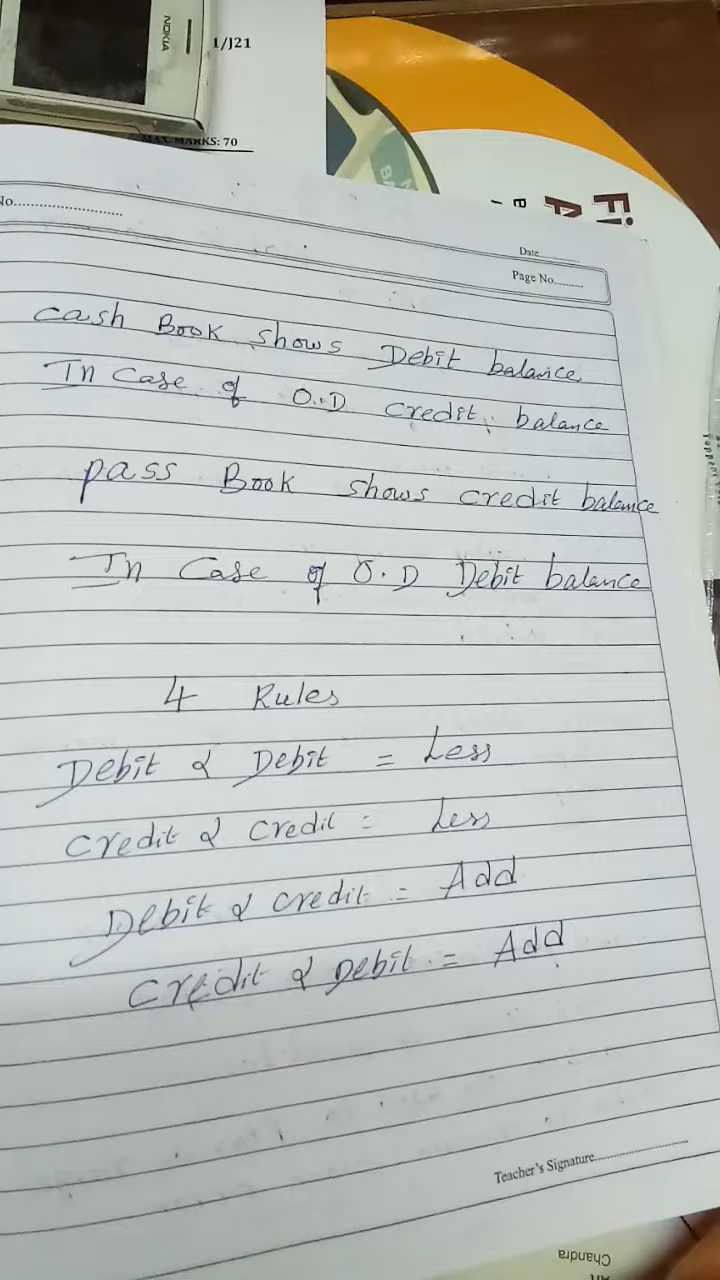 NOKIA
1/J21
MAX. MARKS: 70
No.
Date
Page No.
Cash Book shows Debit balance
In Case of O.D Credit balance
pass Book shows credit balance
In Case of O.D Debit balance
4 Rules
Debit & Debit = Less
Credit & Credit = Less
Debit & Credit = Add
Credit & Debit = Add
Teacher's Signature
Chandra